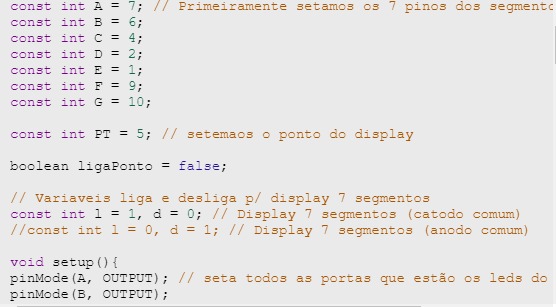 const int A = 7; // Primeiramente setamos os 7 pinos dos segmento
const int B = 6;
const int C = 4;
const int D = 2;
const int E = 1;
const int F = 9;
const int G = 10;
const int PT = 5; // setemaos o ponto do display
boolean ligaPonto = false;
// Variaveis liga e desliga p/ display 7 segmentos
const int l = 1, d = 0; // Display 7 segmentos (catodo comum)
//const int l = 0, d = 1; // Display 7 segmentos (anodo comum)
void setup(){
pinMode(A, OUTPUT); // seta todos as portas que estão os leds do
pinMode(B, OUTPUT);